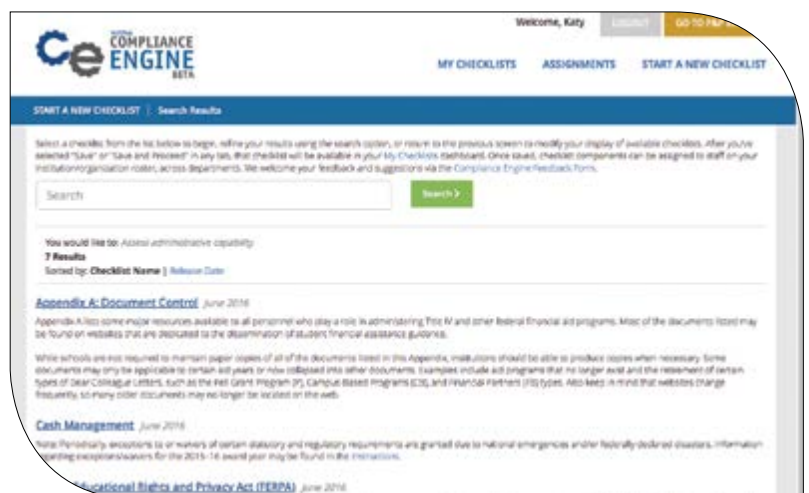 Welcome, Katy
LOGOUT
GO TO P&P
Ce COMPLIANCE
ENGINE
BETA
MY CHECKLISTS ASSIGNMENTS START A NEW CHECKLIST
START A NEW CHECKLIST | Search Results
Select a checklist from the list below to begin, refine your results using the search option, or return to the previous screen to modify your display of available checklists. After you've
selected "Save" or "Save and Proceed" in any tab, that checklist will be available in your My Checklists dashboard. Once saved, checklist components can be assigned to staff on your
institution/organization roster, across departments. We welcome your feedback and suggestions via the Compliance Engine Feedback Form.
Search
Search >
You would like to: Assess administrative capability
7 Results
Sorted by: Checklist Name | Release Date
Appendix A: Document Control June 2016
Appendix A lists some major resources available to all personnel who play a role in administering Title IV and other federal financial aid programs. Most of the documents listed may
be found on websites that are dedicated to the dissemination of student financial assistance guidance.
While schools are not required to maintain paper copies of all of the documents listed in this Appendix, institutions should be able to produce copies when necessary. Some
documents may only be applicable to certain aid years or now collapsed into other documents. Examples include aid programs that no longer exist and the retirement of certain
types of Dear Colleague Letters, such as the Pell Grant Program (P), Campus Based Programs (CB), and Financial Partners (FB) types. Also keep in mind that websites change
frequently, so many older documents may no longer be located on the web.
Cash Management June 2016
Note: Periodically, exceptions to or waivers of certain statutory and regulatory requirements are granted due to national emergencies and/or federally declared disasters. Information
regarding exceptions/waivers for the 2015-16 award year may be found in the instructions.
Educational Rights and Privacy Act (FERPA) June 2016